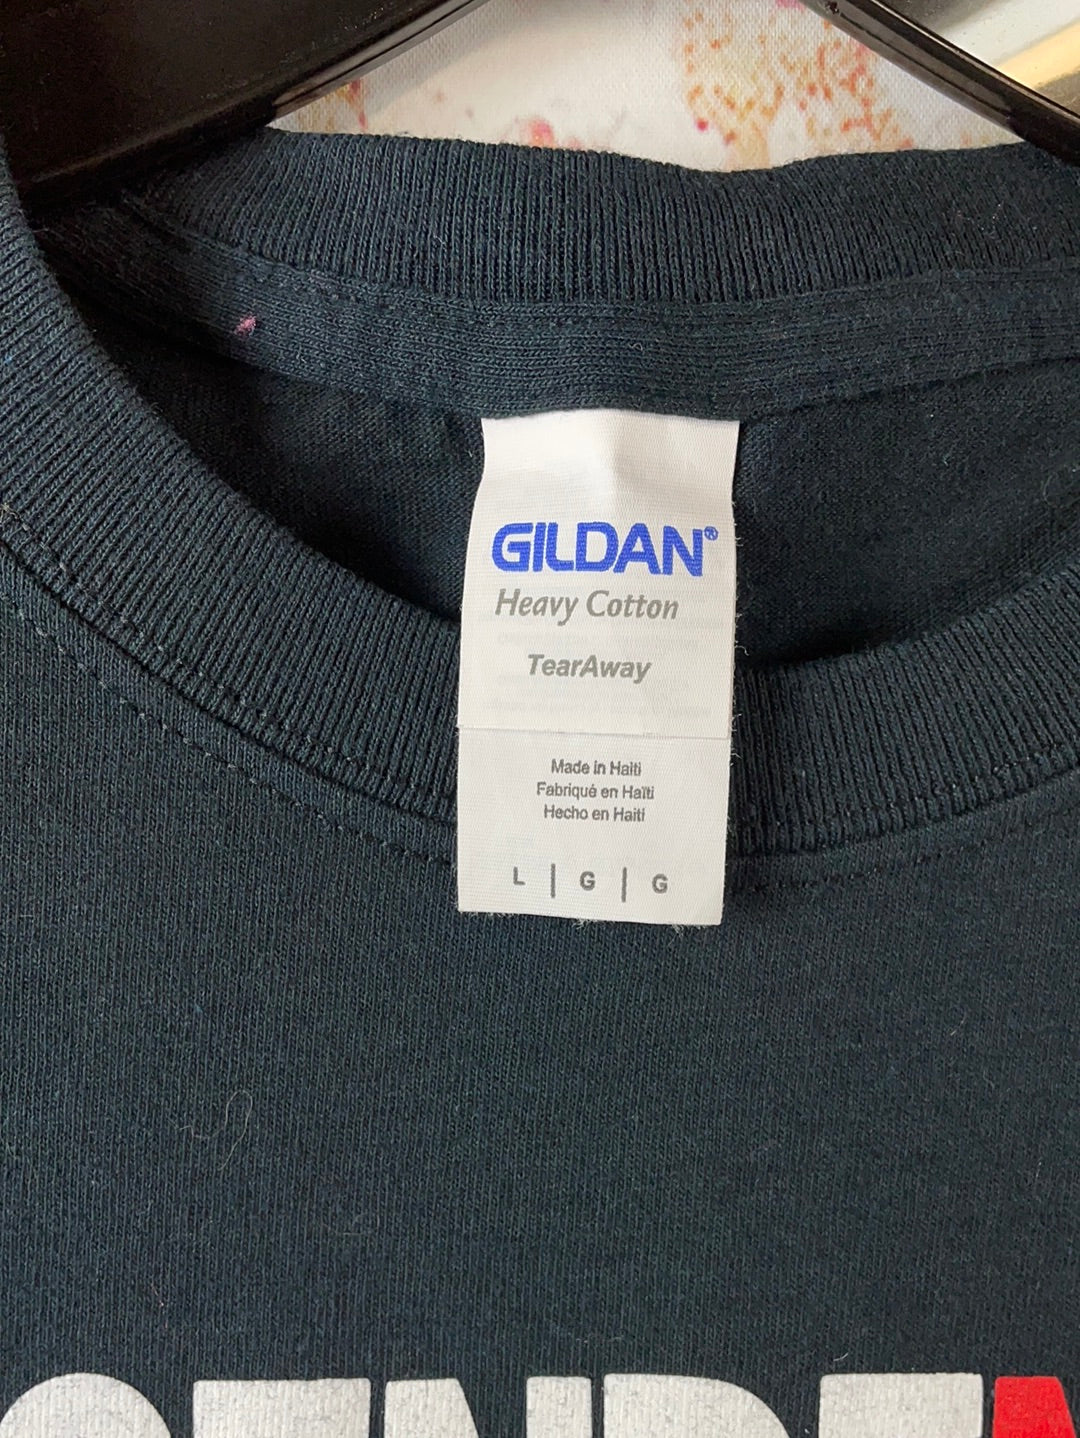 GILDAN®
Heavy Cotton
TearAway
Made in Haiti
Fabriqué en Haïti
Hecho en Haiti
L | G | G